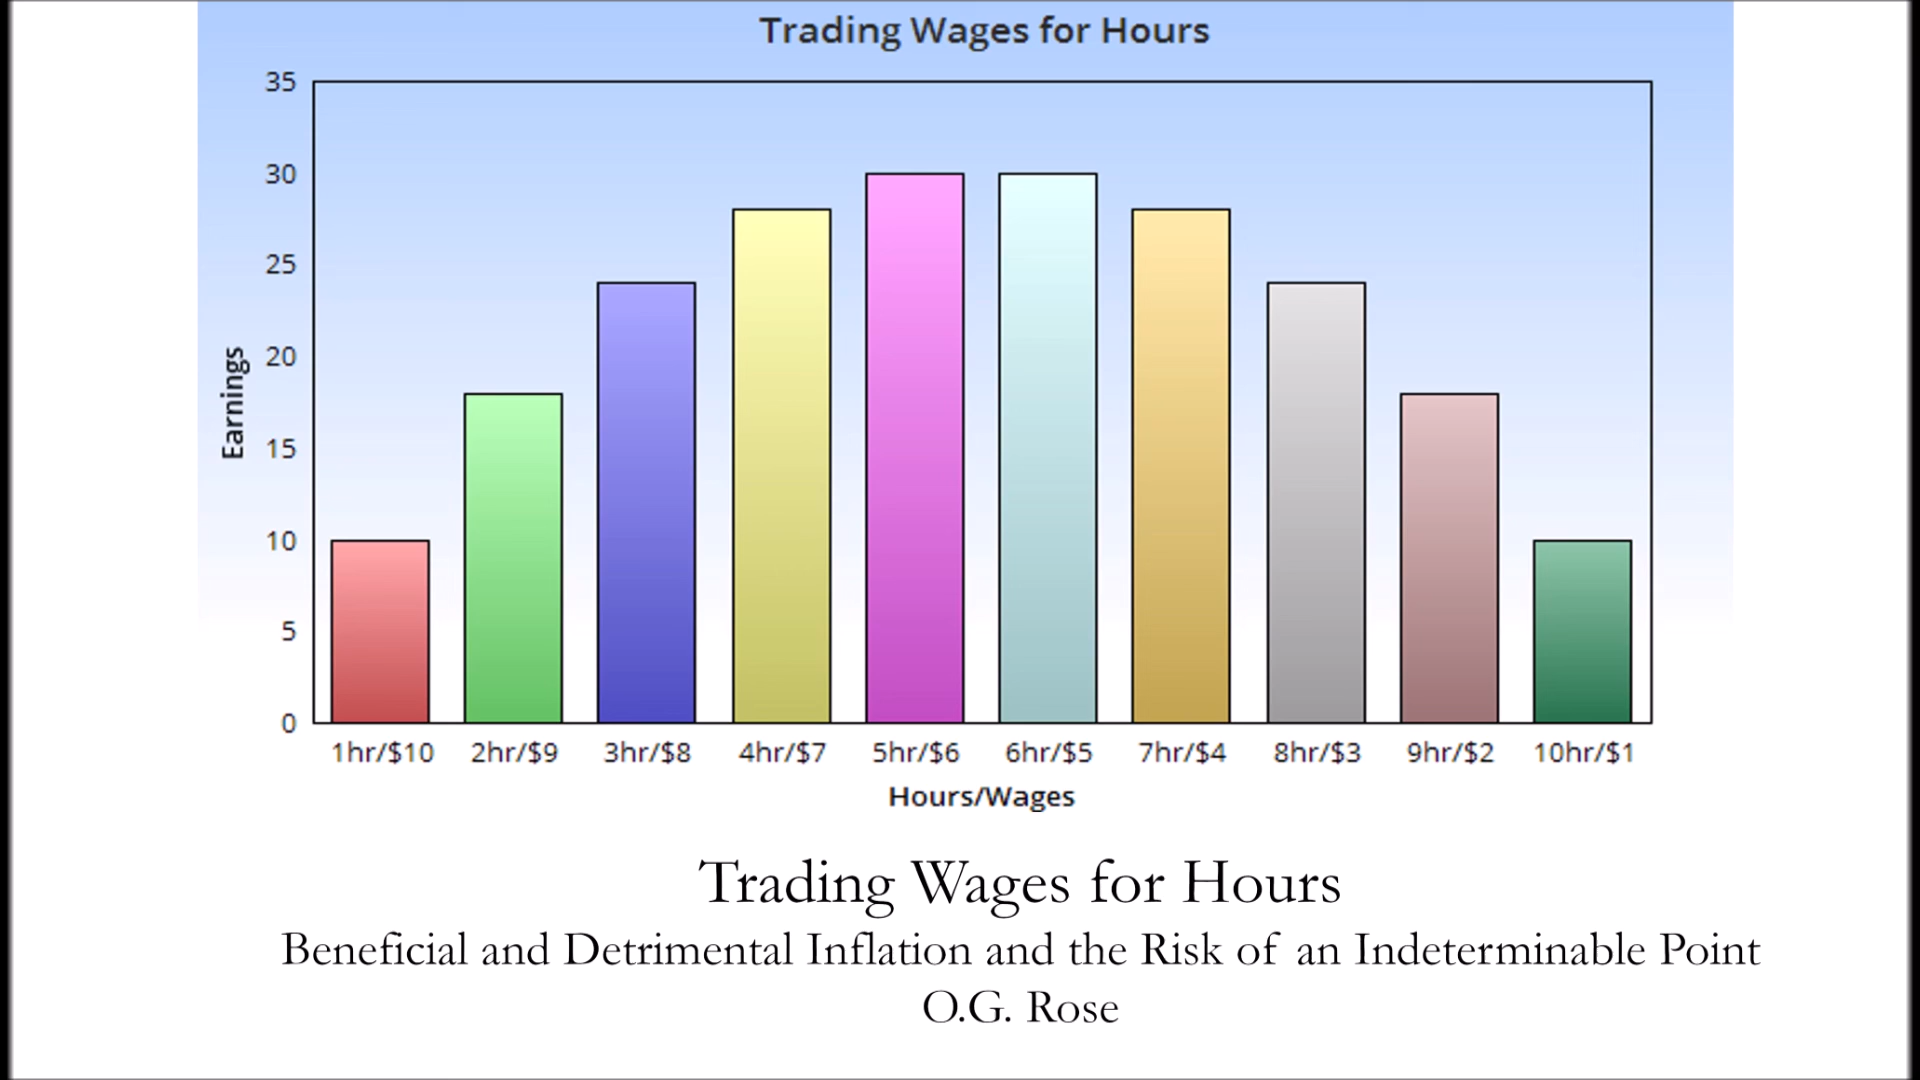 Trading Wages for Hours
35
30
25
20
15
10
5
0
Earnings
1hr/$10 2hr/$9 3hr/$8 4hr/$7 5hr/$6 6hr/$5 7hr/$4 8hr/$3 9hr/$2 10hr/$1
Hours/Wages
Trading Wages for Hours
Beneficial and Detrimental Inflation and the Risk of an Indeterminable Point
O.G. Rose